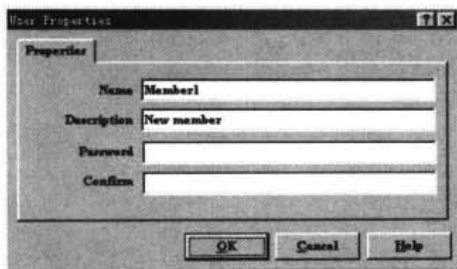 User Properties
Properties
Name Member1
Description New member
Password
Confirm
OK Cancel Help